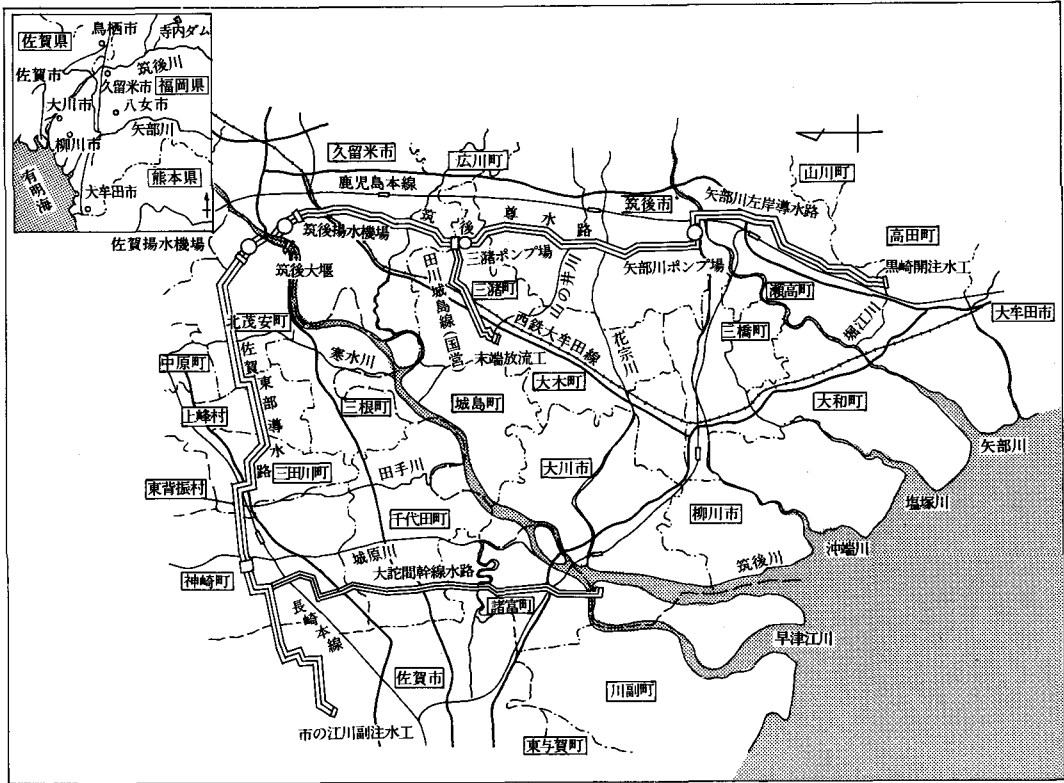 佐賀県
鳥栖市
寺内ダム
佐賀市
筑後川
久留米市
福岡県
大川市
八女市
矢部川
柳川市
有明海
大牟田市
熊本県
久留米市
広川町
山川町
鹿児島本線
筑後導水路
筑後市
矢部川左岸導水路
佐賀揚水機場
筑後揚水機場
高田町
筑後大堰
三潴ポンプ場
矢部川ポンプ場
黒崎開注水工
田川城島線(国営)
三潴町
山の井川
瀬高町
大牟田市
北茂安町
西鉄大牟田線
花宗川
三橋町
堀江川
中原町
佐賀東部導水路
寒水川
末端放流工
大木町
上峰村
三根町
城島町
大和町
矢部川
東背振村
三田川町
田手川
大川市
塩塚川
千代田町
柳川市
城原川
沖端川
神崎町
大詫間幹線水路
筑後川
長崎本線
諸富町
早津江川
佐賀市
川副町
市の江川副注水工
東与賀町